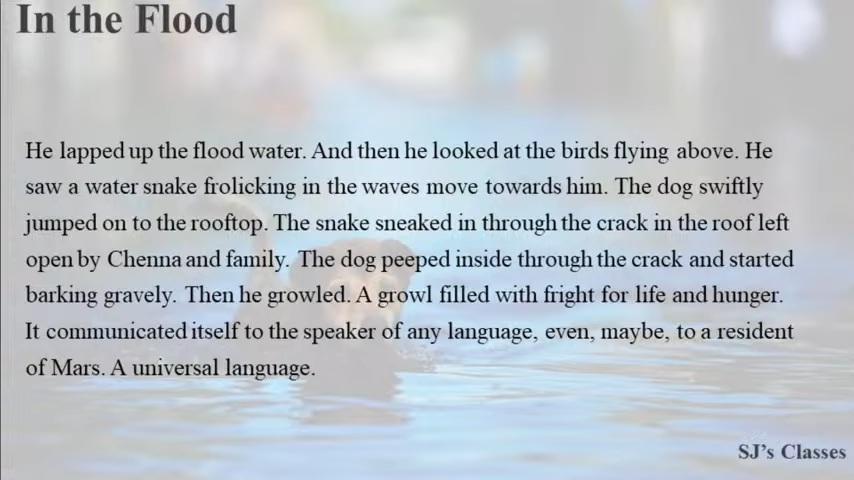 In the Flood
He lapped up the flood water. And then he looked at the birds flying above. He
saw a water snake frolicking in the waves move towards him. The dog swiftly
jumped on to the rooftop. The snake sneaked in through the crack in the roof left
open by Chenna and family. The dog peeped inside through the crack and started
barking gravely. Then he growled. A growl filled with fright for life and hunger.
It communicated itself to the speaker of any language, even, maybe, to a resident
of Mars. A universal language.
SJ's Classes